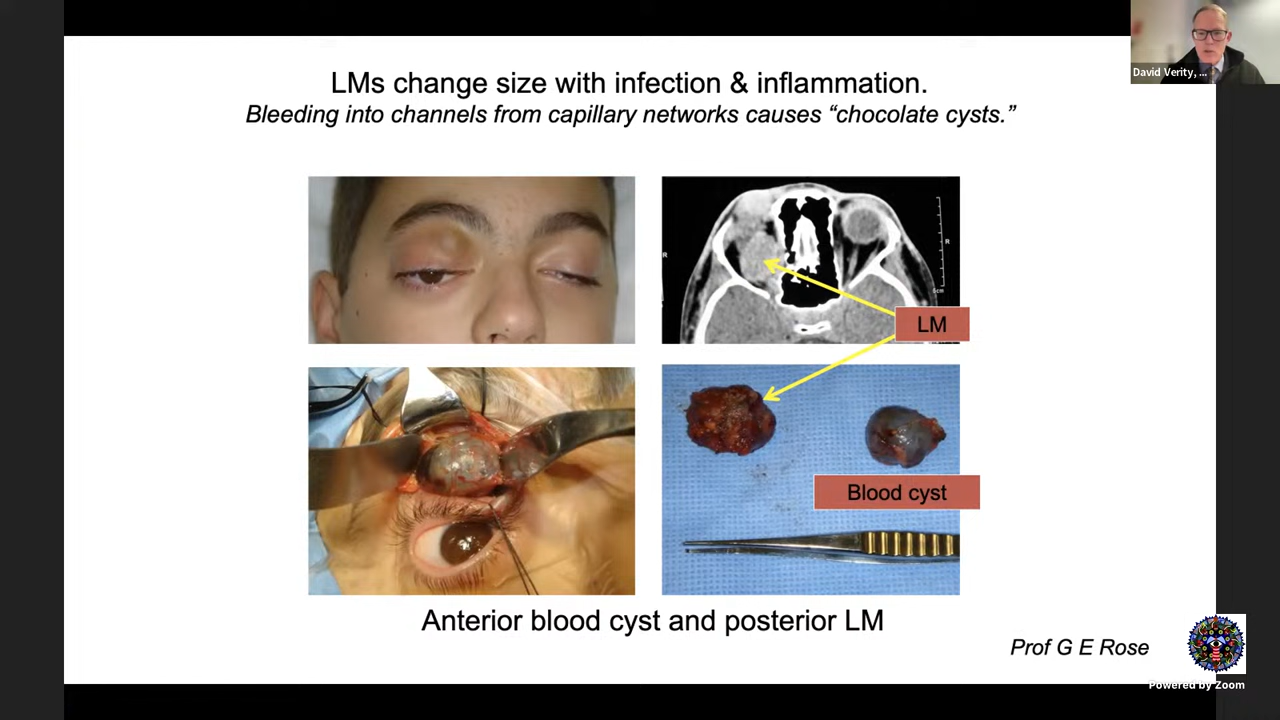 David Verity, ...
LMs change size with infection & inflammation.
Bleeding into channels from capillary networks causes “chocolate cysts.”
R
R
5cm
LM
Blood cyst
Anterior blood cyst and posterior LM
Prof G E Rose
Powered by Zoom